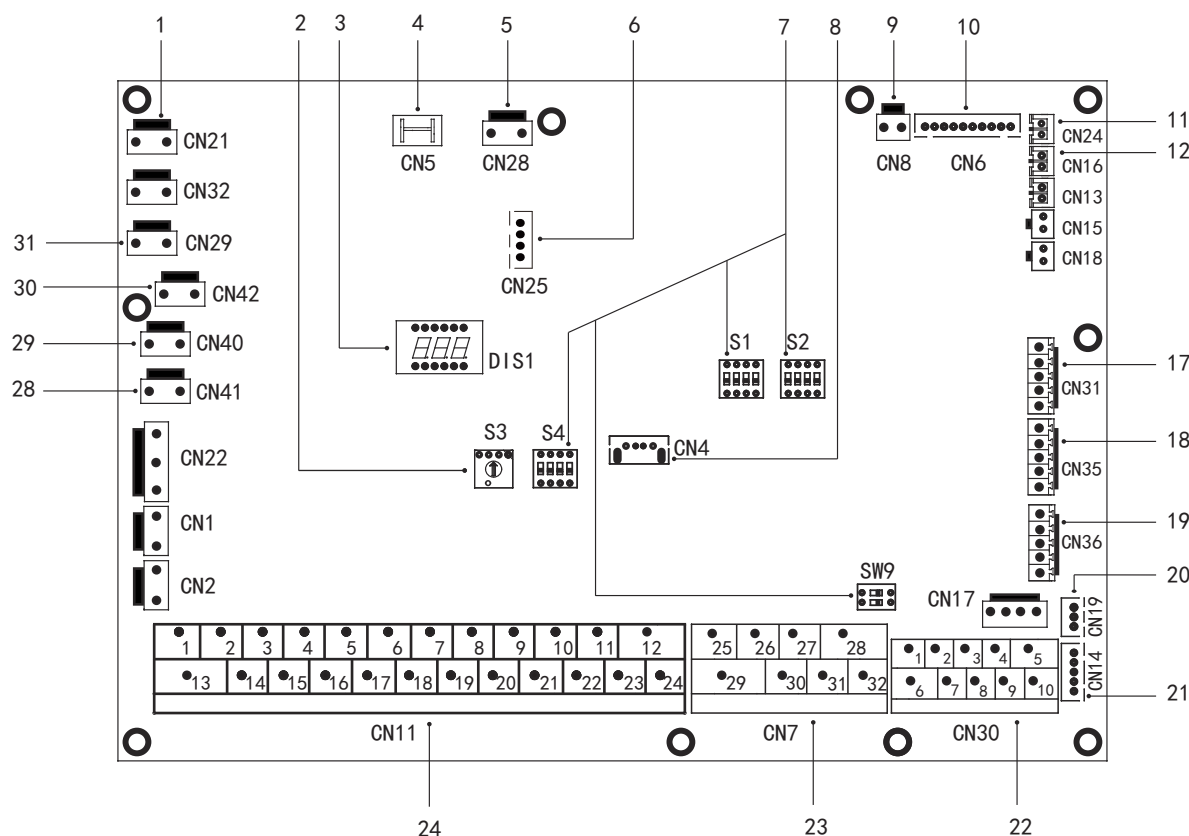 1 2 3 4 5 6 7 8 9 10
11
CN21 CN5 CN28 CN8 CN6 CN24
12
CN16
CN32 CN13
CN15
31 CN29
CN18
CN25
30 CN42
29 CN40 S1 S2
DIS1 17
28 CN41 CN31
S3 S4
CN22 CN4 18
CN35
CN1 19
CN36
SW9 20
CN2 CN17
CN19
1 2 3 4 5 6 7 8 9 10 11 12 25 26 27 28
1 2 3 4 5
CN14
13 14 15 16 17 18 19 20 21 22 23 24 29 30 31 32
6 7 8 9 10
21
CN11 CN7 CN30
24 23 22